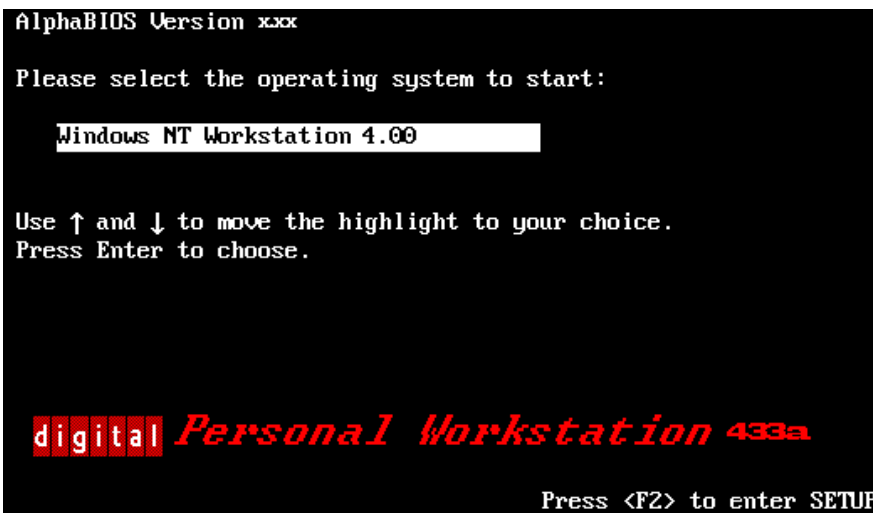 AlphaBIOS Version xxx
Please select the operating system to start:
Windows NT Workstation 4.00
Use ↑ and ↓ to move the highlight to your choice.
Press Enter to choose.
digital Personal Workstation 433a
Press <F2> to enter SETUP